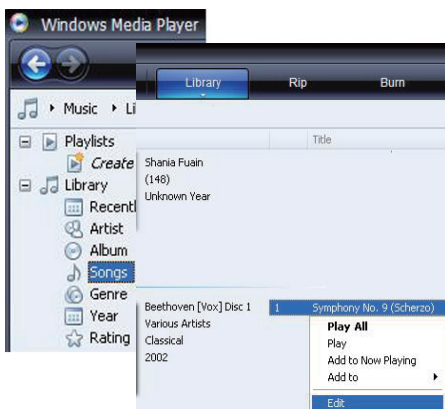 Windows Media Player
Music Li
Playlists
Create
Library
Artist
Album
Songs
Genre
Year
Rating
Library Rip Burn
Title
Shania Fuain
(148)
Unknown Year
Beethoven [Vox] Disc 1
Various Artists
Classical
2002
1 Symphony No. 9 (Scherzo)
Play All
Play
Add to Now Playing
Add to
Edit